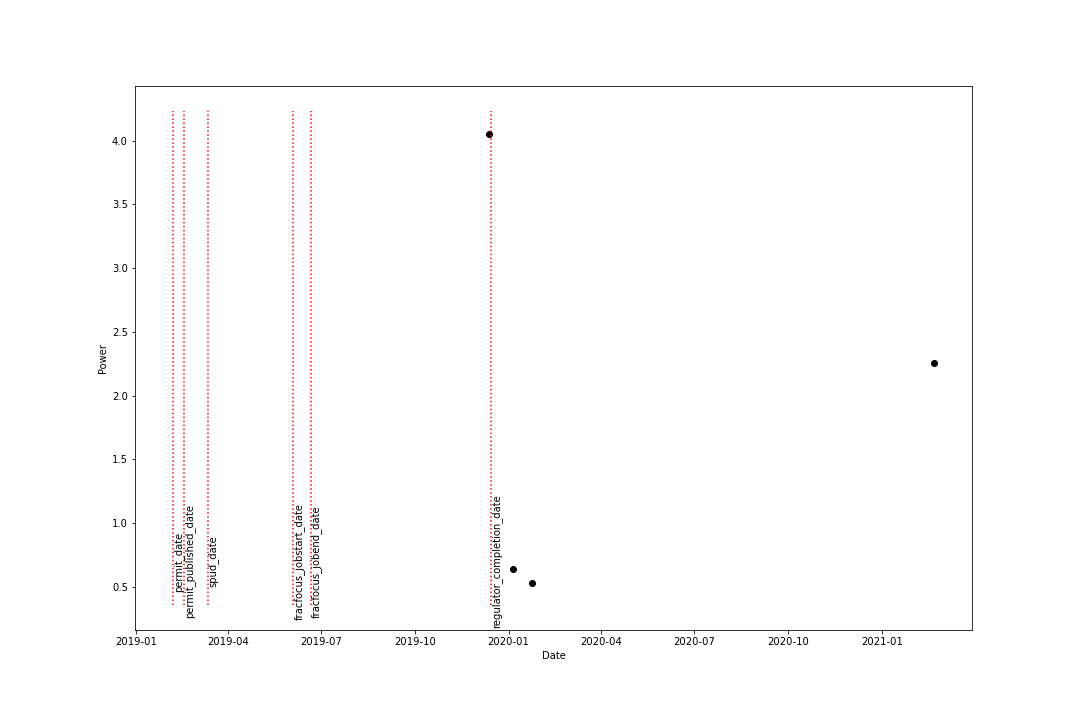 4.0
3.5
3.0
2.5
2.0
1.5
1.0
0.5
Power
permit_date
permit_published_date
spud_date
fracfocus_jobstart_date
fracfocus_jobend_date
regulator_completion_date
2019-01
2019-04
2019-07
2019-10
2020-01
2020-04
2020-07
2020-10
2021-01
Date